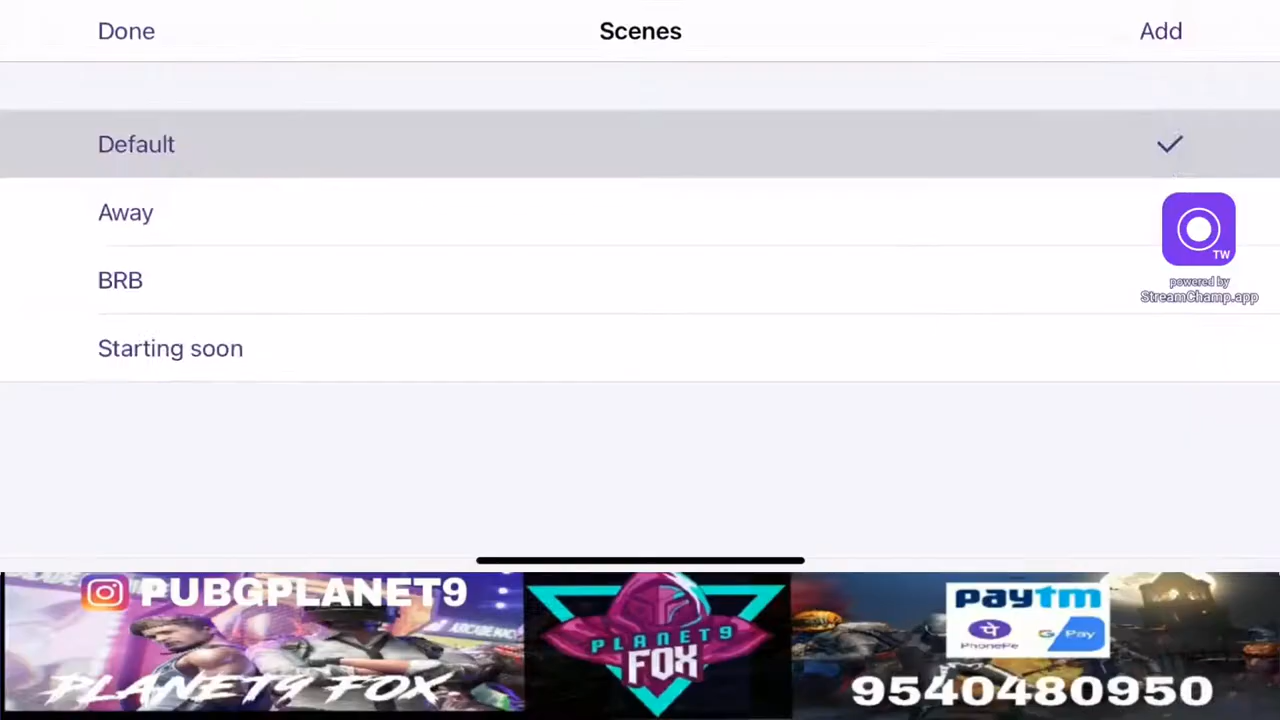 Done Scenes Add
Default
Away
TW
powered by
StreamChamp.app
BRB
Starting soon
PUBGPLANET9
PLANET9 FOX
PLANET9
FOX
paytm
पे
PhonePe
G Pay
9540480950